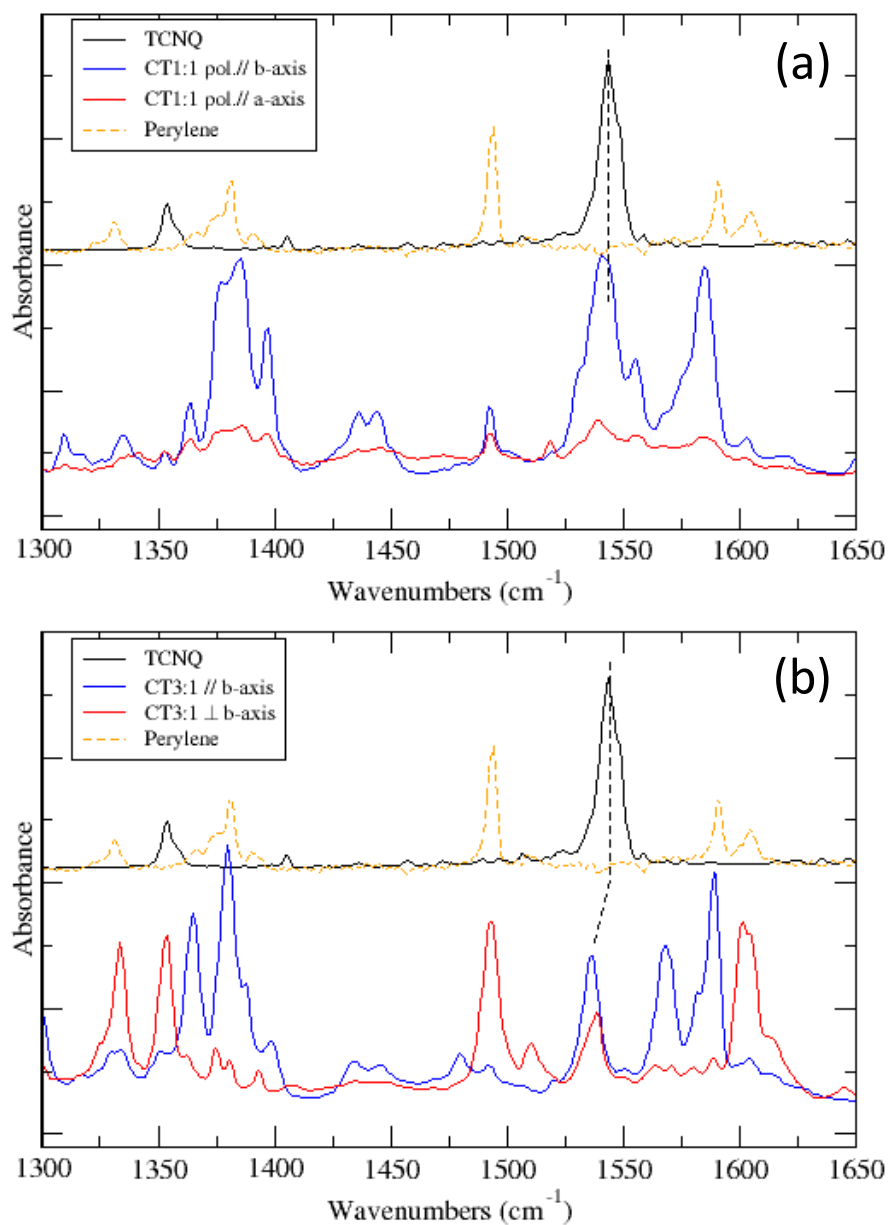 (a)
TCNQ
CT1:1 pol.// b-axis
CT1:1 pol.// a-axis
Perylene
Absorbance
1300 1350 1400 1450 1500 1550 1600 1650
Wavenumbers (cm⁻¹)
(b)
TCNQ
CT3:1 // b-axis
CT3:1 ⊥ b-axis
Perylene
Absorbance
1300 1350 1400 1450 1500 1550 1600 1650
Wavenumbers (cm⁻¹)